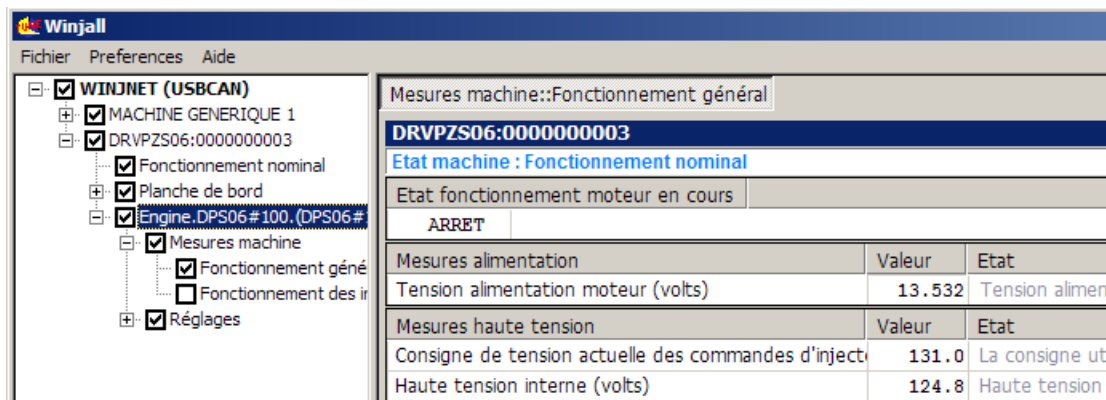 Winjall
Fichier Preferences Aide
WINJNET (USBCAN)
MACHINE GENERIQUE 1
DRVPZS06:0000000003
Fonctionnement nominal
Planche de bord
Engine.DPS06#100.(DPS06#
Mesures machine
Fonctionnement géné
Fonctionnement des in
Réglages
Mesures machine::Fonctionnement général
DRVPZS06:0000000003
Etat machine : Fonctionnement nominal
Etat fonctionnement moteur en cours
ARRET
Mesures alimentation Valeur Etat
Tension alimentation moteur (volts) 13.532 Tension alimen
Mesures haute tension Valeur Etat
Consigne de tension actuelle des commandes d'injecte 131.0 La consigne ut
Haute tension interne (volts) 124.8 Haute tension